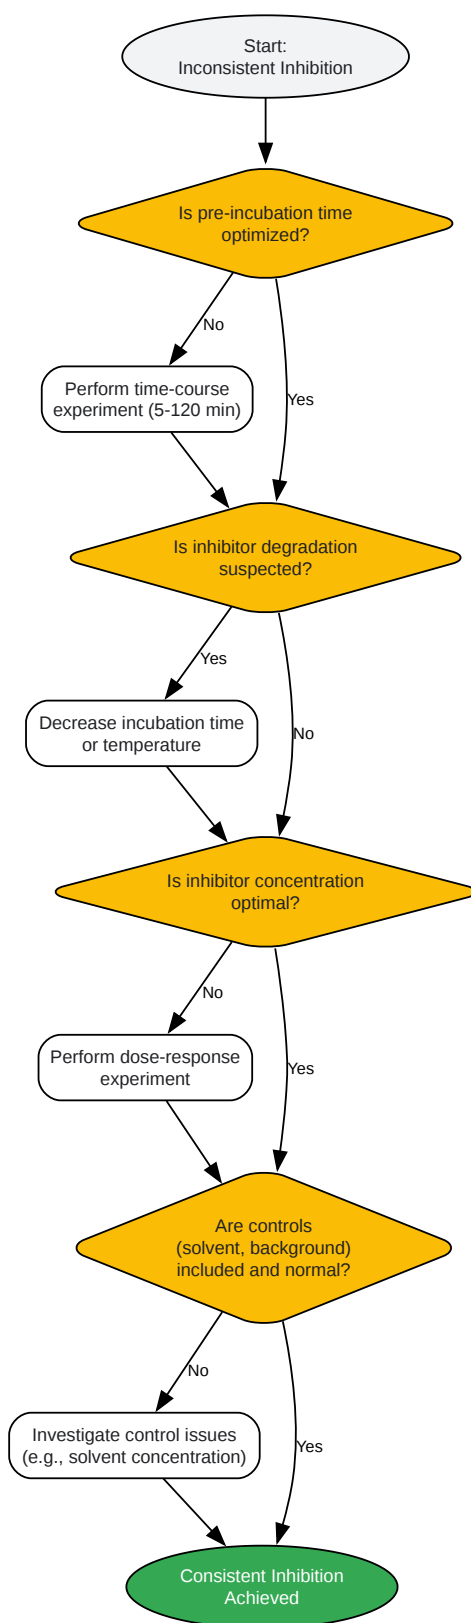 Start:
Inconsistent Inhibition
Is pre-incubation time
optimized?
No
Perform time-course
experiment (5-120 min)
Yes
Is inhibitor degradation
suspected?
Yes
Decrease incubation time
or temperature
No
Is inhibitor concentration
optimal?
No
Perform dose-response
experiment
Yes
Are controls
(solvent, background)
included and normal?
No
Investigate control issues
(e.g., solvent concentration)
Yes
Consistent Inhibition
Achieved